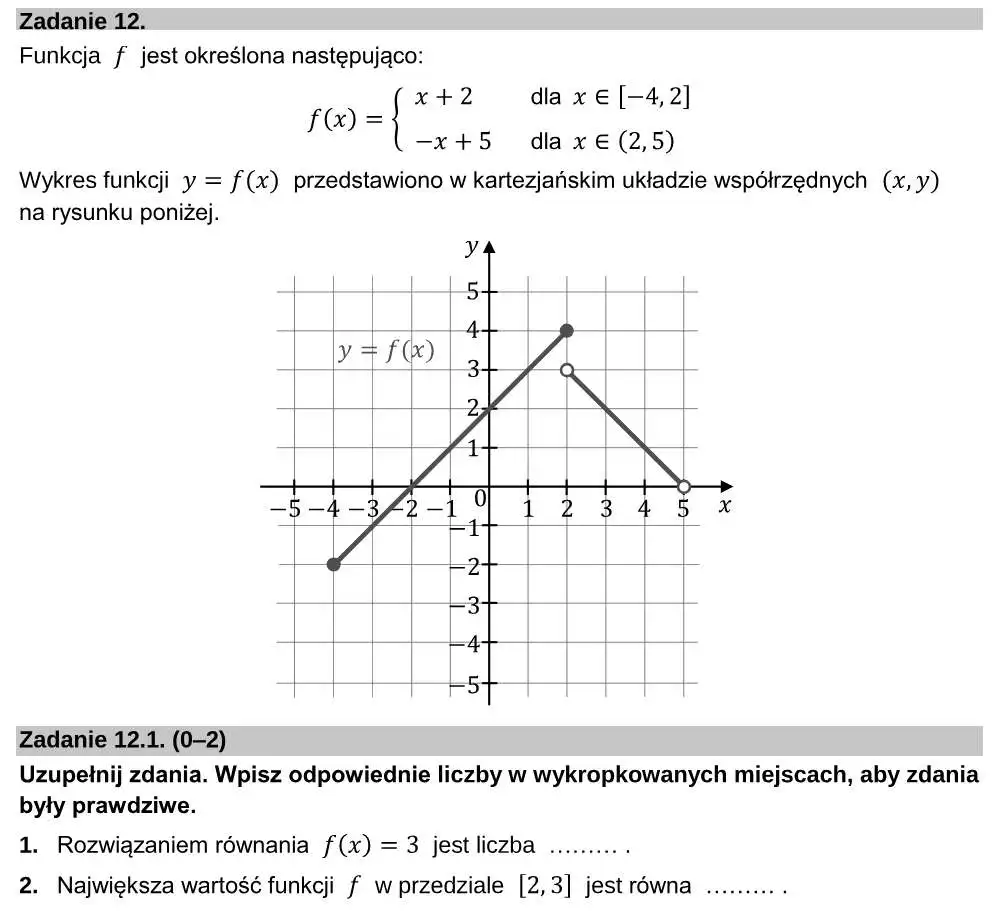 Zadanie 12.
Funkcja f jest określona następująco:
f(x) = { x + 2 dla x ∈ [−4, 2]
−x + 5 dla x ∈ (2, 5)
Wykres funkcji y = f(x) przedstawiono w kartezjańskim układzie współrzędnych (x, y)
na rysunku poniżej.
y
5
4
y = f(x)
3
2
1
0
−5 −4 −3 −2 −1 1 2 3 4 5 x
−1
−2
−3
−4
−5
Zadanie 12.1. (0–2)
Uzupełnij zdania. Wpisz odpowiednie liczby w wykropkowanych miejscach, aby zdania
były prawdziwe.
1. Rozwiązaniem równania f(x) = 3 jest liczba ......... .
2. Największa wartość funkcji f w przedziale [2, 3] jest równa ......... .